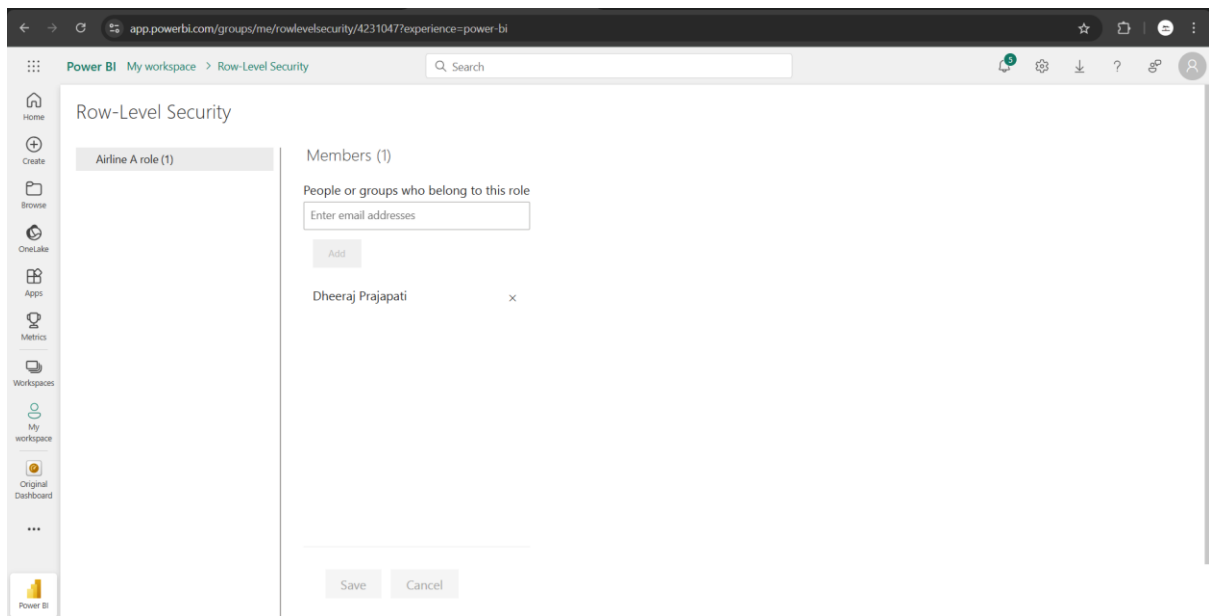 app.powerbi.com/groups/me/rowlevelsecurity/4231047?experience=power-bi
Power BI My workspace > Row-Level Security
Search
5
Home
Create
Browse
OneLake
Apps
Metrics
Workspaces
My
workspace
Original
Dashboard
Power BI
Row-Level Security
Airline A role (1)
Members (1)
People or groups who belong to this role
Enter email addresses
Add
Dheeraj Prajapati
Save Cancel